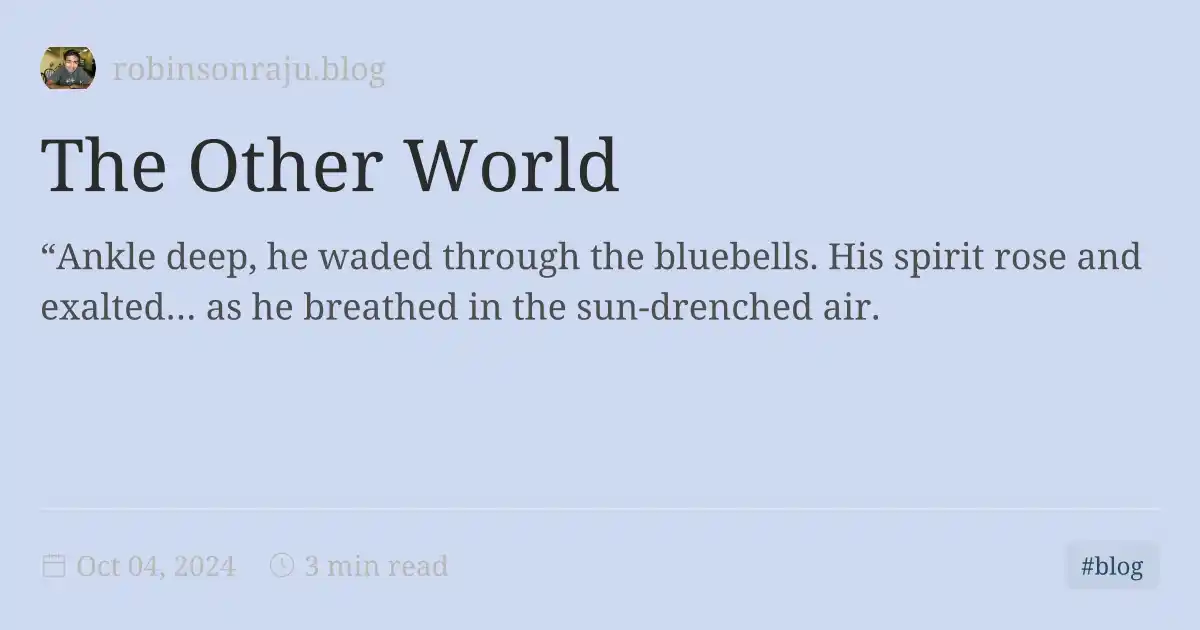 robinsonraju.blog
The Other World
“Ankle deep, he waded through the bluebells. His spirit rose and
exalted... as he breathed in the sun-drenched air.
Oct 04, 2024 3 min read
#blog